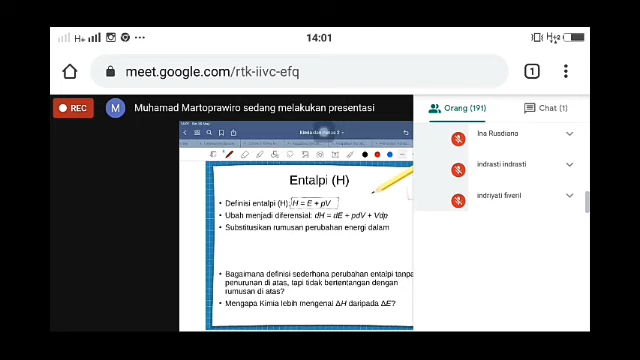 14:01
meet.google.com/rtk-iivc-efq
1
REC
M
Muhamad Martoprawiro sedang melakukan presentasi
Orang (191)
Chat (1)
Ina Rusdiana
indrasti indrasti
indriyati fiveril
Entalpi (H)
• Definisi entalpi (H): H = E + pV
• Ubah menjadi diferensial: dH = dE + pdV + Vdp
• Substitusikan rumusan perubahan energi dalam
• Bagaimana definisi sederhana perubahan entalpi tanpa
penurunan di atas, tapi tidak bertentangan dengan
rumusan di atas?
• Mengapa Kimia lebih mengenal ΔH daripada ΔE?